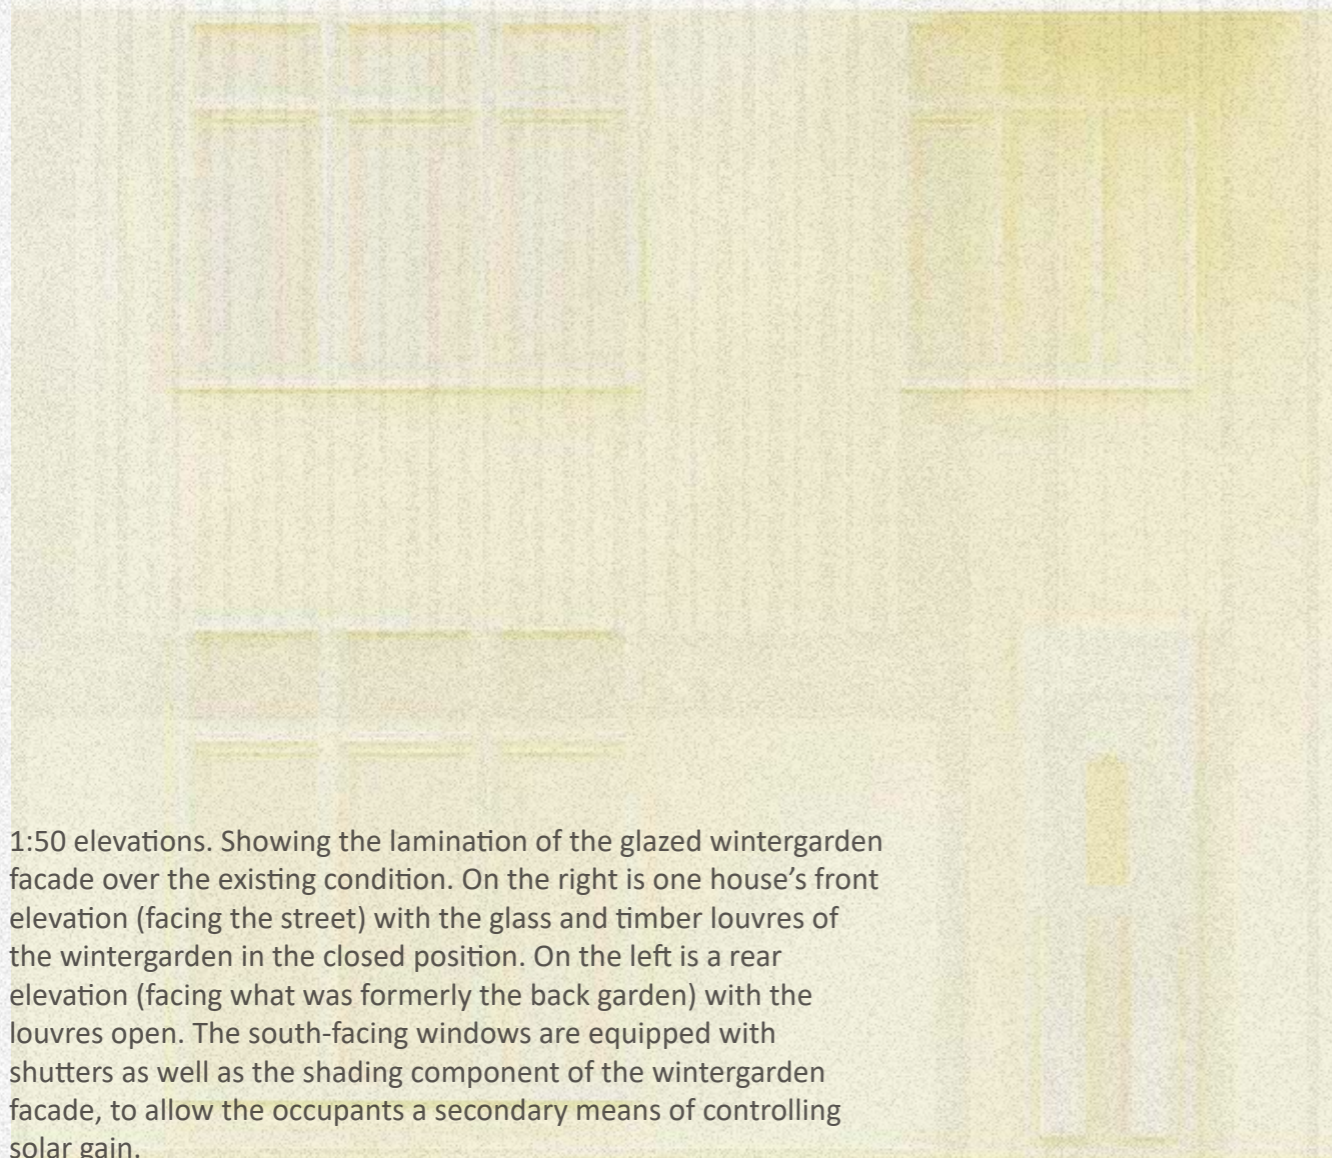 1:50 elevations. Showing the lamination of the glazed wintergarden
facade over the existing condition. On the right is one house’s front
elevation (facing the street) with the glass and timber louvres of
the wintergarden in the closed position. On the left is a rear
elevation (facing what was formerly the back garden) with the
louvres open. The south-facing windows are equipped with
shutters as well as the shading component of the wintergarden
facade, to allow the occupants a secondary means of controlling
solar gain.